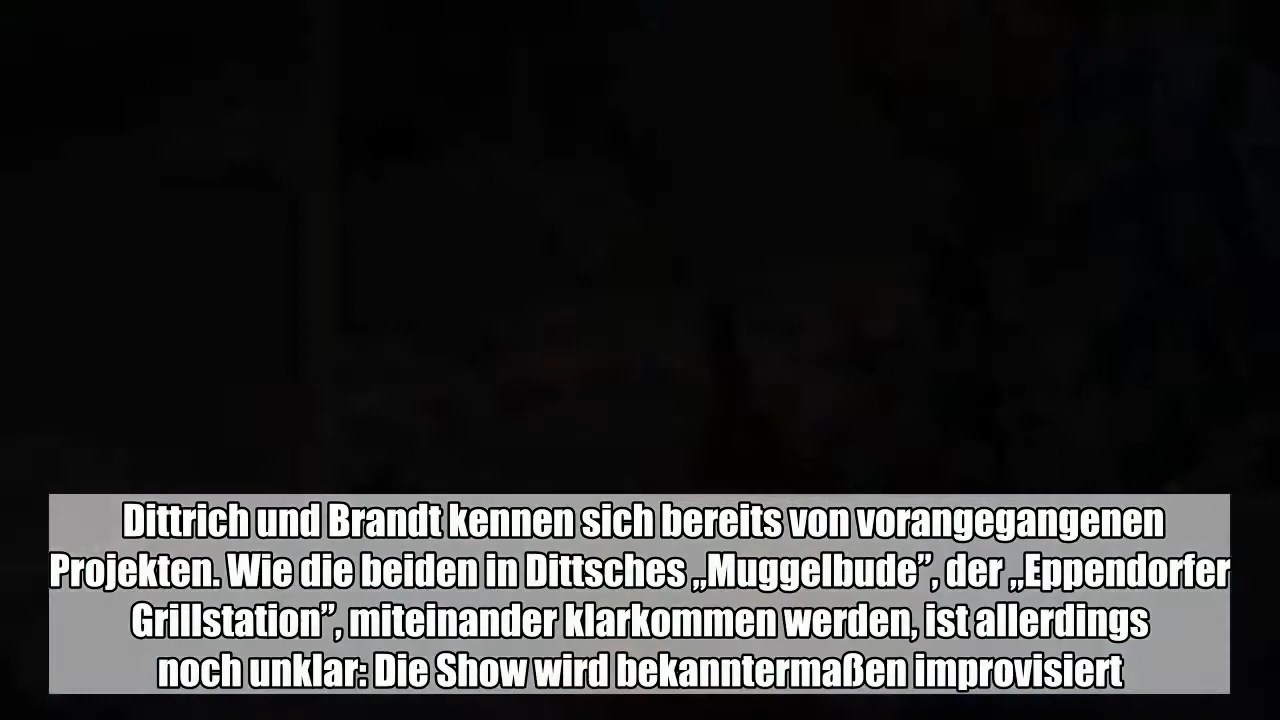 Dittrich und Brandt kennen sich bereits von vorangegangenen
Projekten. Wie die beiden in Dittsches „Muggelbude”, der „Eppendorfer
Grillstation”, miteinander klarkommen werden, ist allerdings
noch unklar: Die Show wird bekanntermaßen improvisiert